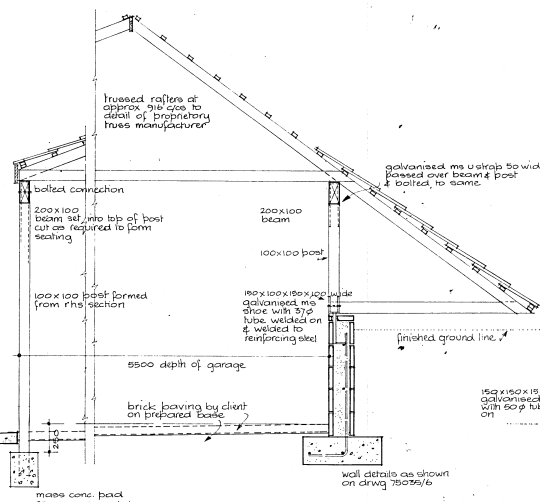 trussed rafters at
approx 916 c/cs to
detail of proprietary
truss manufacturer
galvanised ms u strap 50 wid
passed over beam & post
& bolted to same
bolted connection
200x100
beam set into top of post
cut as required to form
seating
200x100
beam
100x100 post
100x100 post formed
from rhs section
150x100x150x100 wide
galvanised ms
shoe with 37ø
tube welded on
& welded to
reinforcing steel
finished ground line
5500 depth of garage
150x150x15
galvanised
with 50ø tub
on
brick paving by client
on prepared base
250
wall details as shown
on drwg 75035/6
mass conc. pad